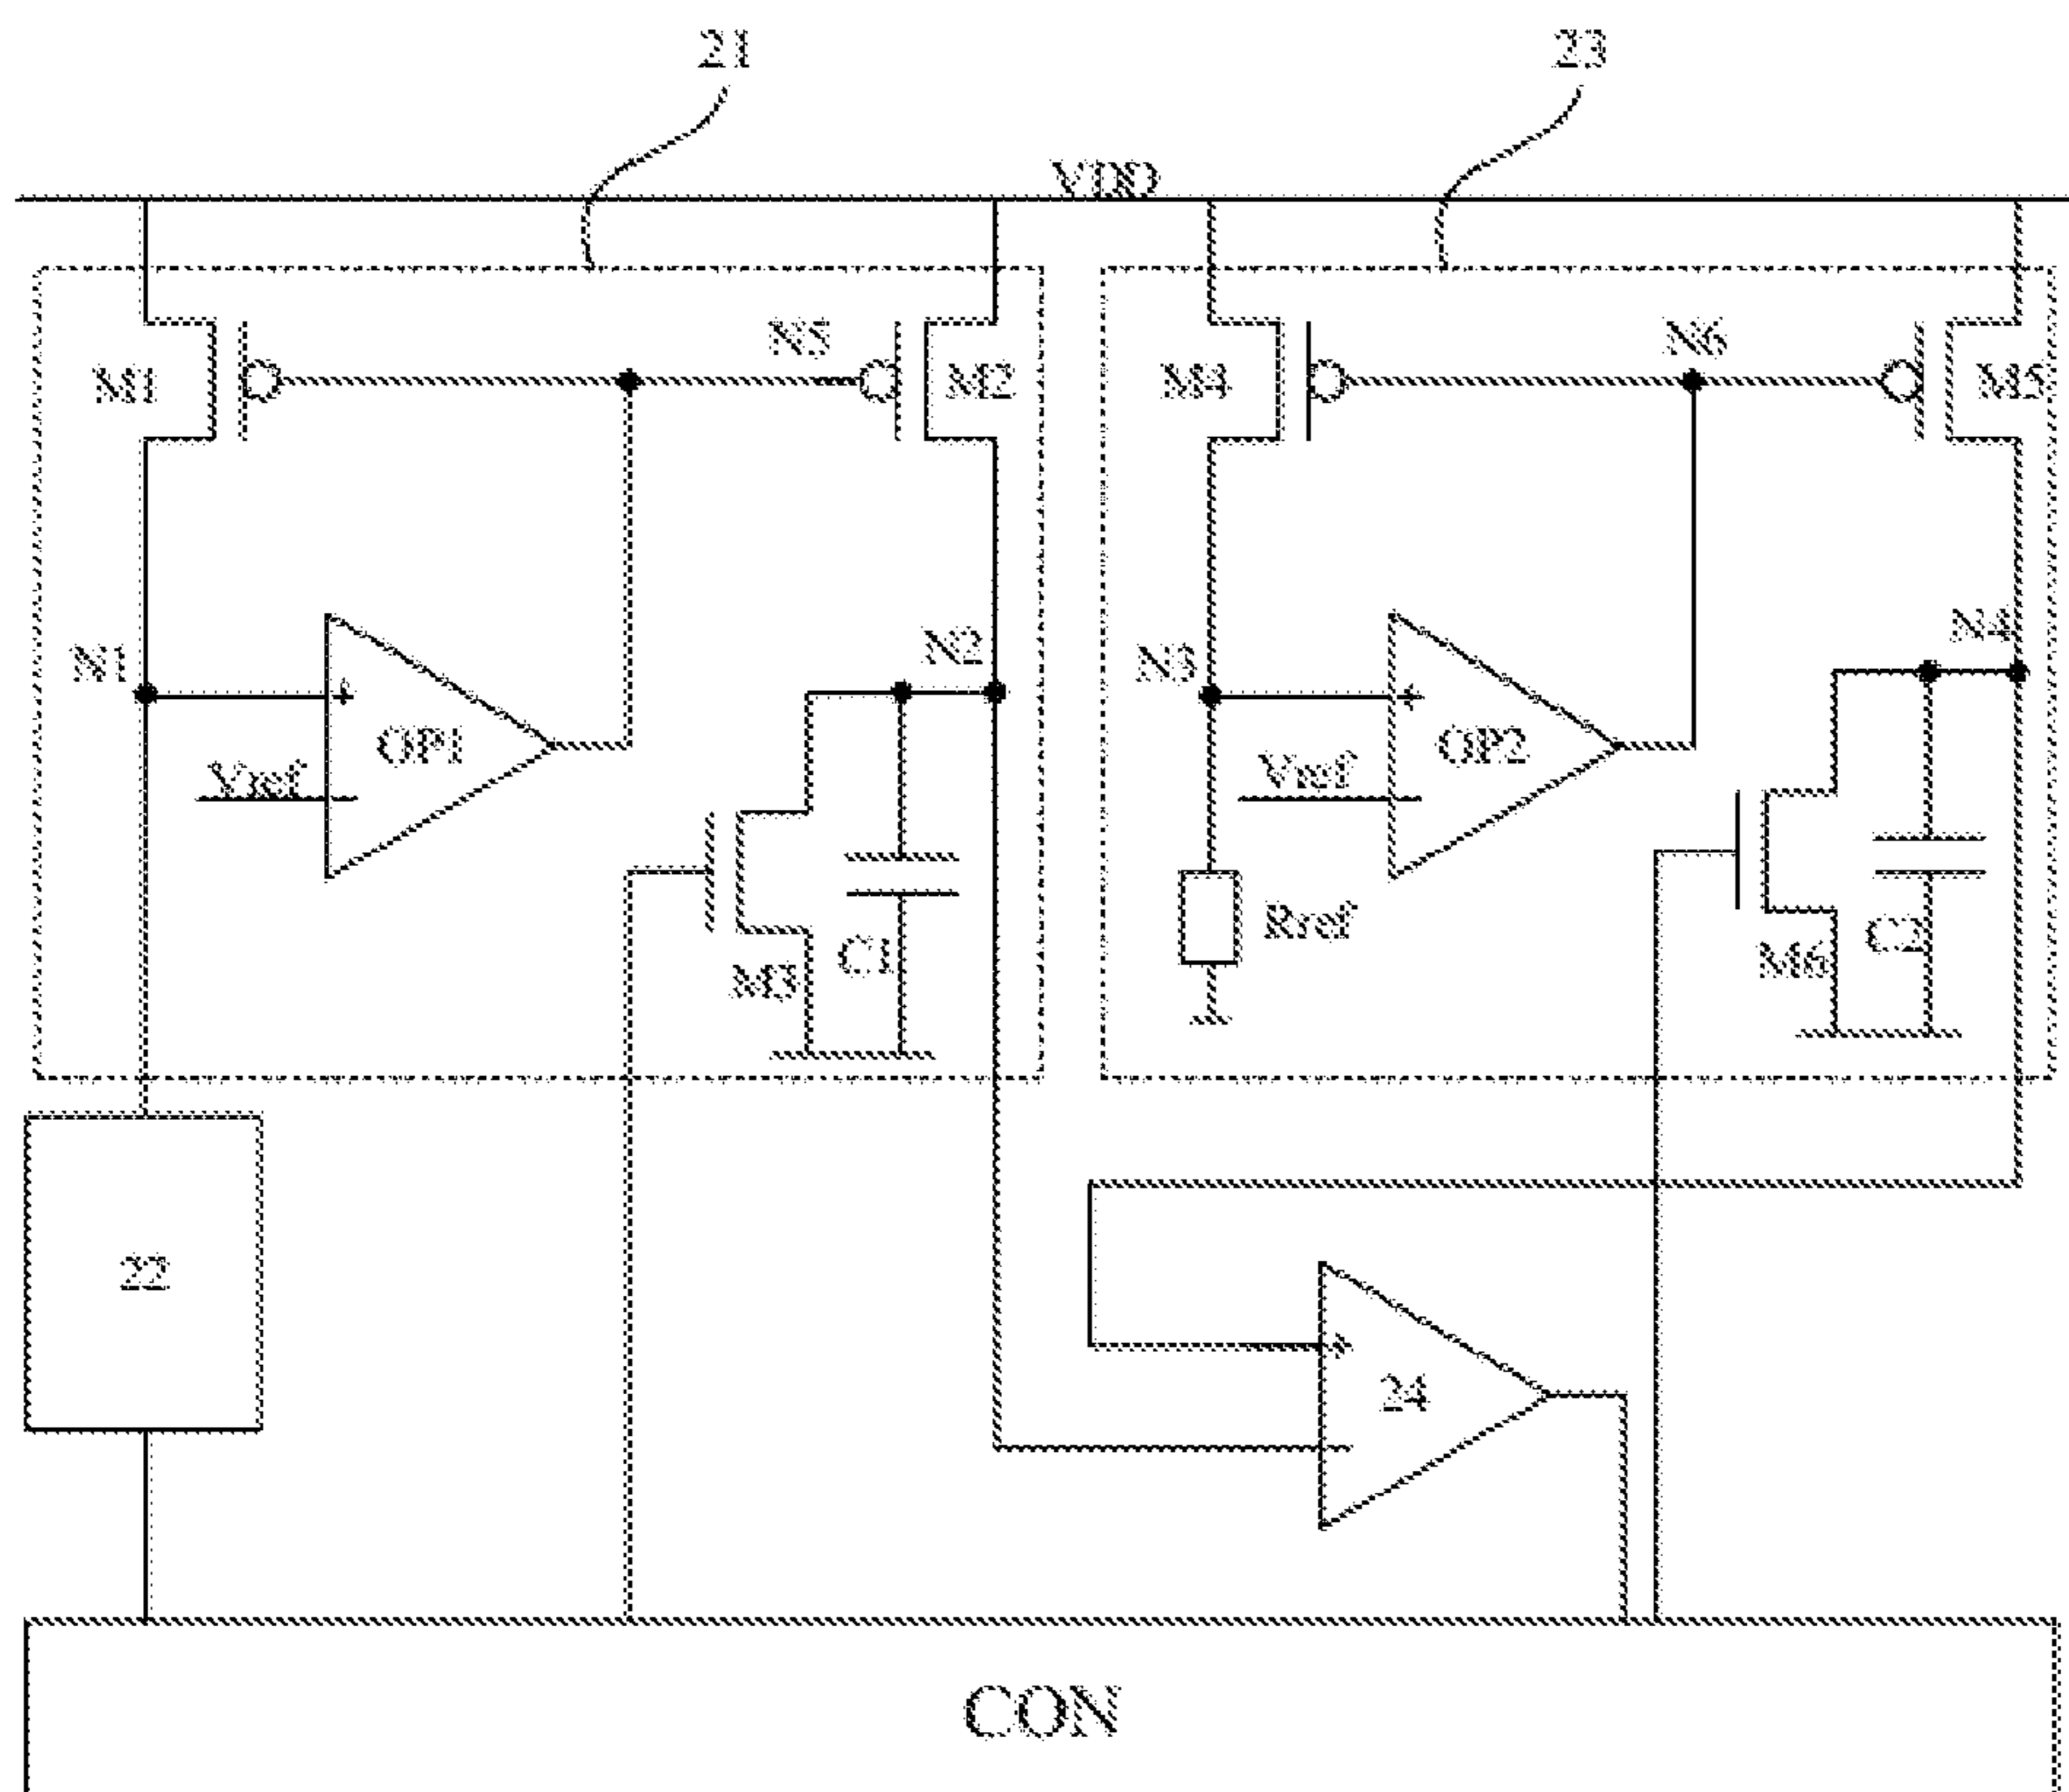 21
23
VDD
M1
N5
M2
M4
N6
M5
N1
+
OP1
Vref
N2
N3
+
OP2
Vref
N4
M3
C1
Rref
M6
C2
22
+
24
CON